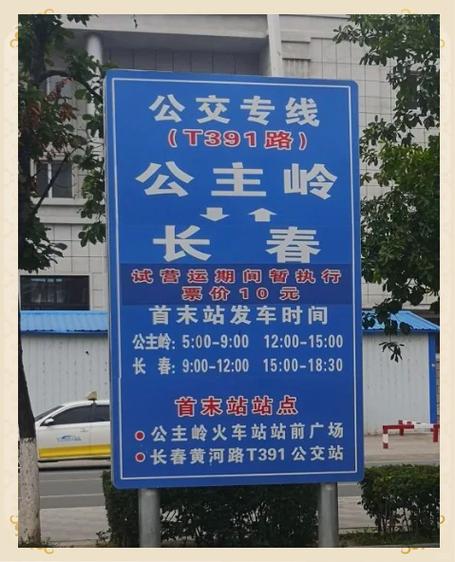 公交专线
(T391路)
公主岭
长春
试营运期间暂执行
票价10元
首末站发车时间
公主岭: 5:00-9:00 12:00-15:00
长 春: 9:00-12:00 15:00-18:30
首末站站点
公主岭火车站站前广场
长春黄河路T391公交站